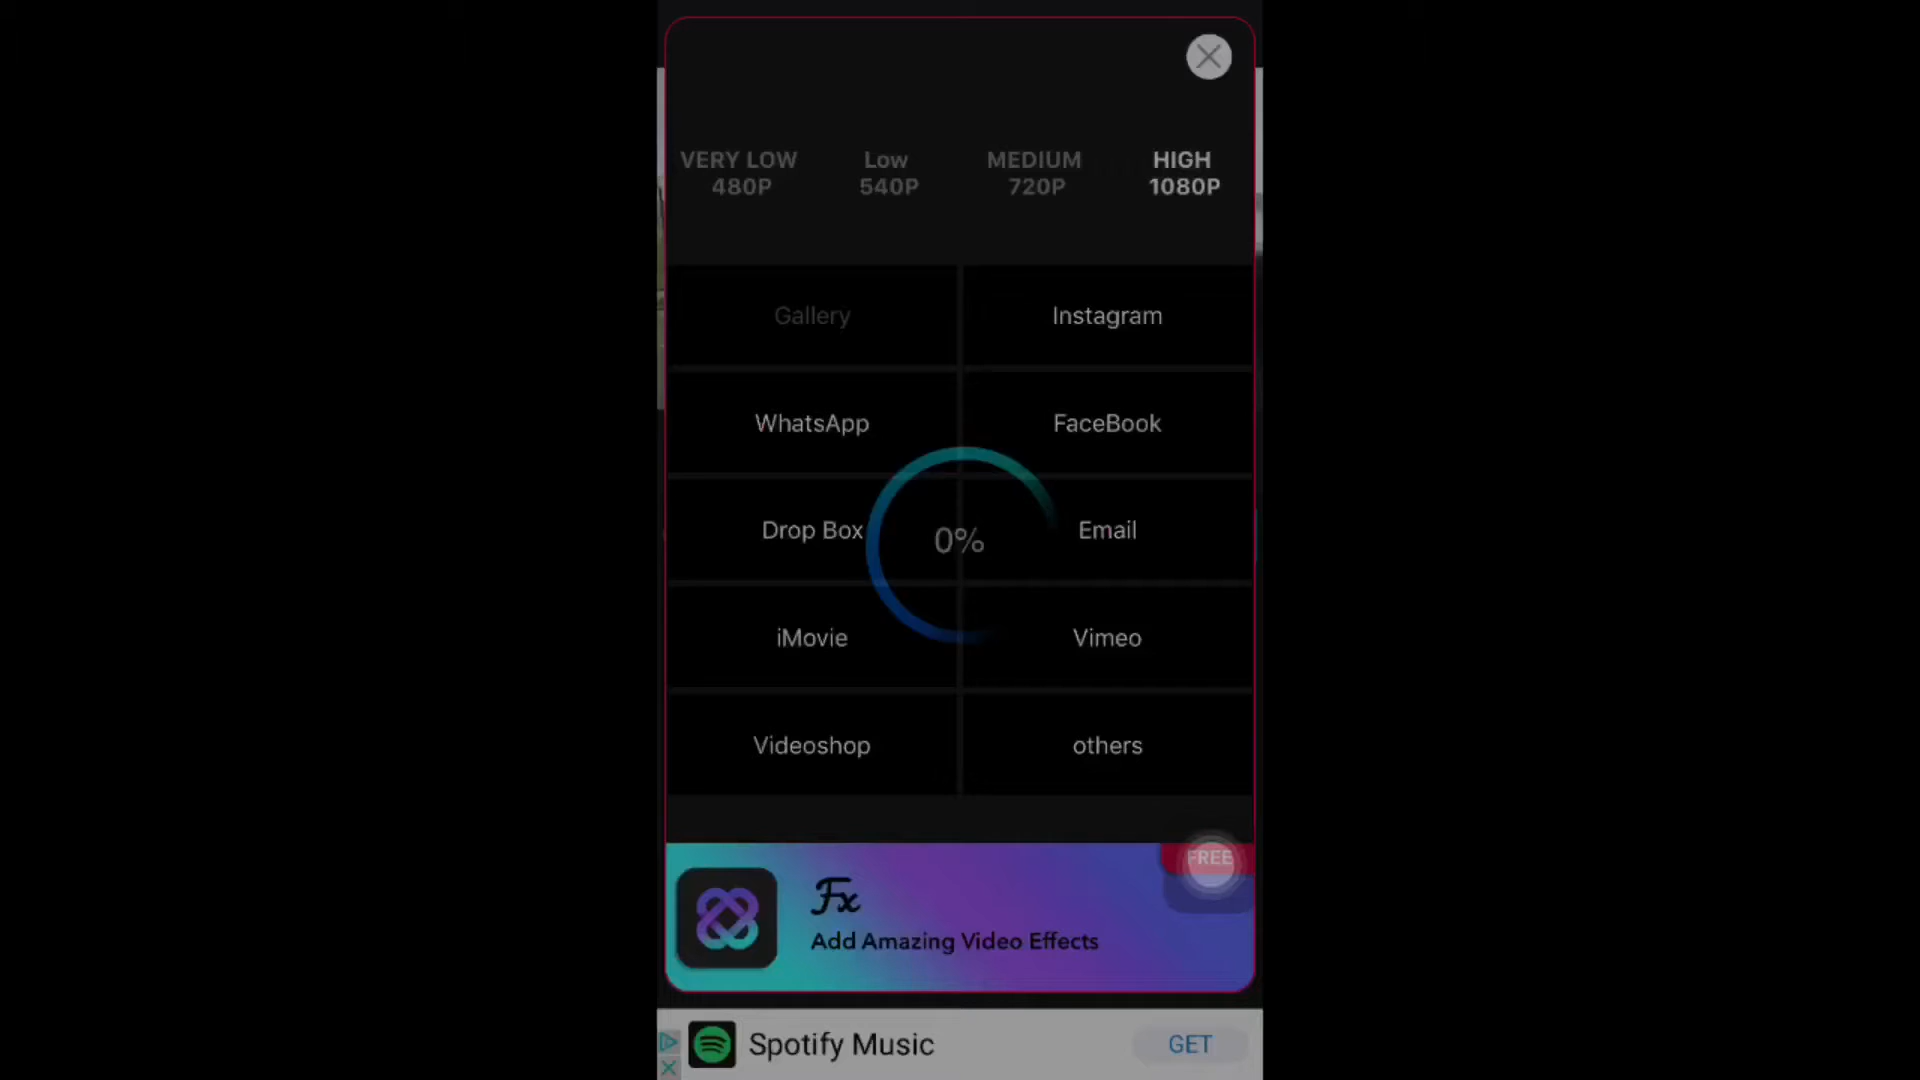 VERY LOW Low MEDIUM HIGH
480P 540P 720P 1080P
Gallery Instagram
WhatsApp FaceBook
Drop Box 0% Email
iMovie Vimeo
Videoshop others
FREE
Fx
Add Amazing Video Effects
Spotify Music GET